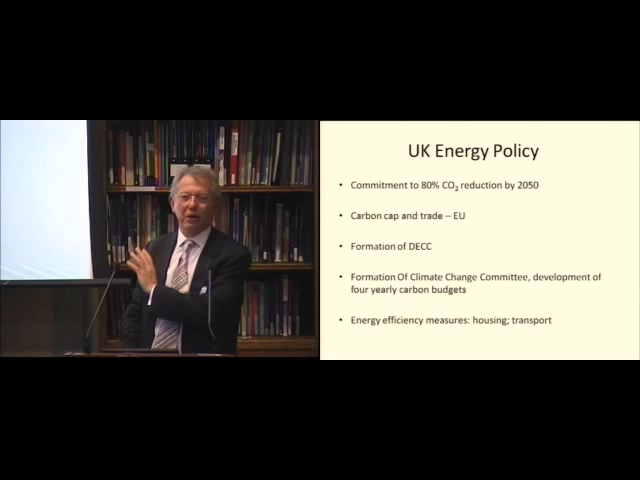 UK Energy Policy
• Commitment to 80% CO₂ reduction by 2050
• Carbon cap and trade – EU
• Formation of DECC
• Formation Of Climate Change Committee, development of
four yearly carbon budgets
• Energy efficiency measures: housing; transport